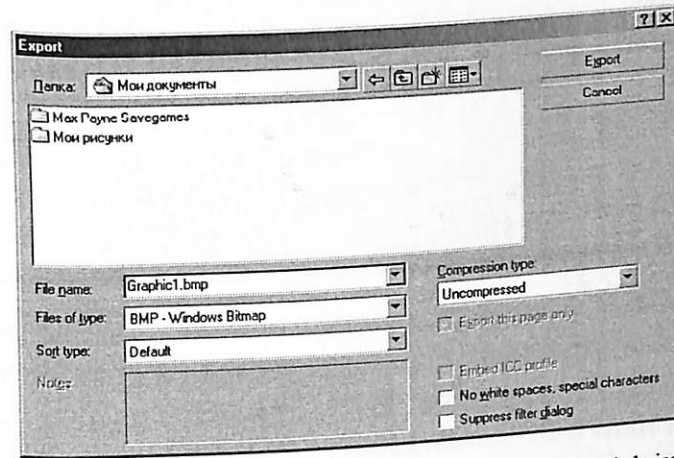 Export
Папка: Мои документы
Export
Cancel
Max Payne Savegames
Мои рисунки
File name: Graphic1.bmp
Compression type:
Uncompressed
Files of type: BMP - Windows Bitmap
Export this page only
Sort type: Default
Notes
Embed ICC profile
No white spaces, special characters
Suppress filter dialog